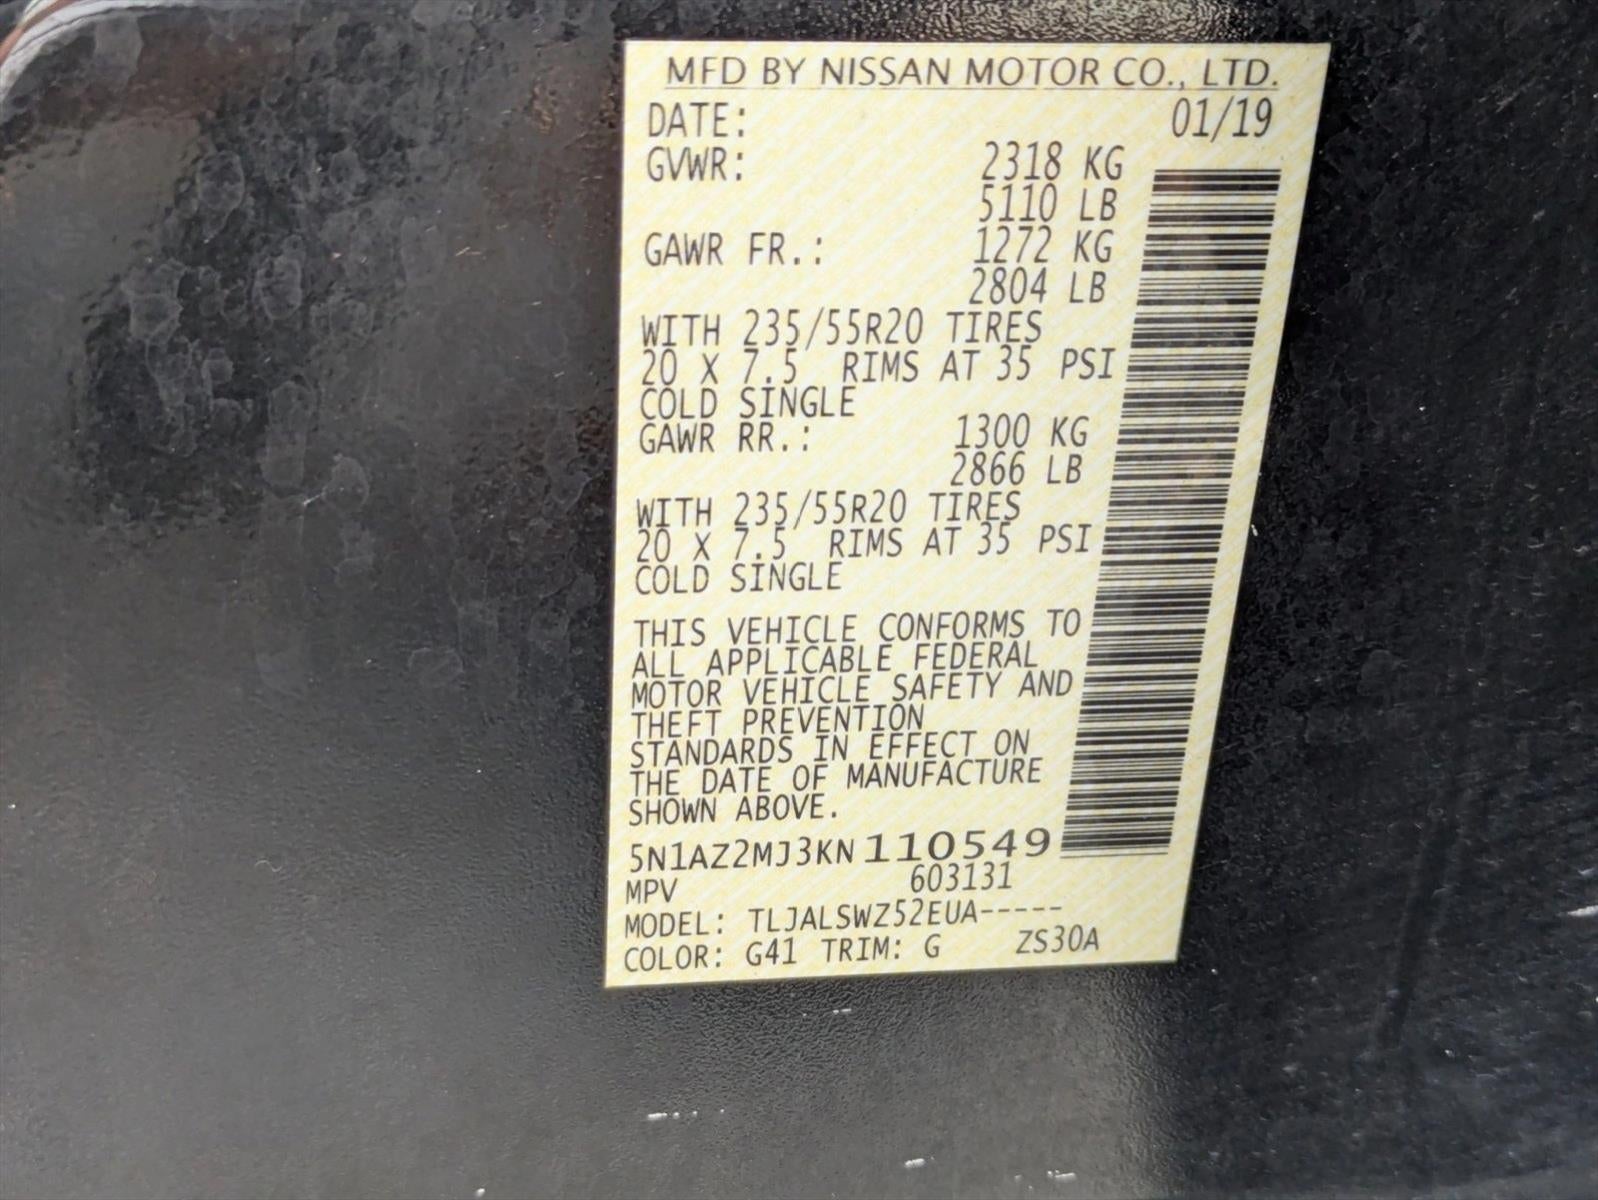 MFD BY NISSAN MOTOR CO., LTD.
DATE: 01/19
GVWR: 2318 KG
5110 LB
GAWR FR.: 1272 KG
2804 LB
WITH 235/55R20 TIRES
20 X 7.5 RIMS AT 35 PSI
COLD SINGLE
GAWR RR.: 1300 KG
2866 LB
WITH 235/55R20 TIRES
20 X 7.5 RIMS AT 35 PSI
COLD SINGLE
THIS VEHICLE CONFORMS TO
ALL APPLICABLE FEDERAL
MOTOR VEHICLE SAFETY AND
THEFT PREVENTION
STANDARDS IN EFFECT ON
THE DATE OF MANUFACTURE
SHOWN ABOVE.
5N1AZ2MJ3KN110549
MPV 603131
MODEL: TLJALSWZ52EUA-----
COLOR: G41 TRIM: G ZS30A